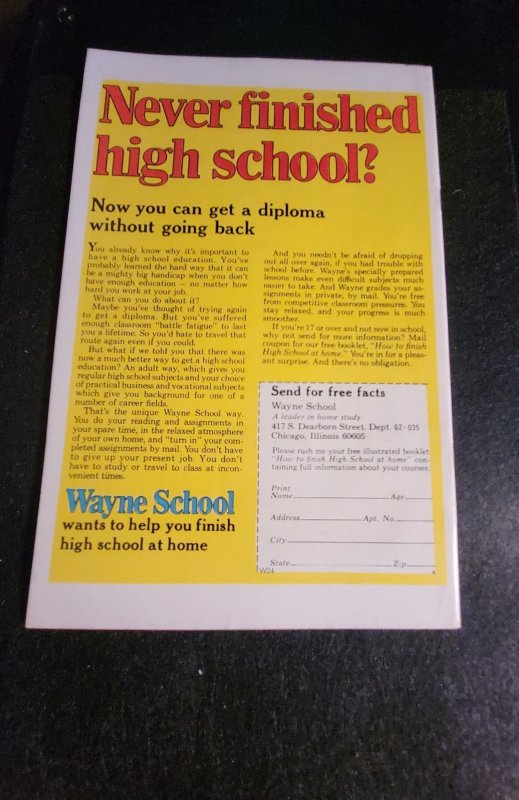 Never finished
high school?
Now you can get a diploma
without going back
You already know why it's important to
have a high school education. You've
probably learned the hard way that it can
be a mighty big handicap when you don't
have enough education – no matter how
hard you work at your job.
What can you do about it?
Maybe you've thought of trying again
to get a diploma. But you've suffered
enough classroom "battle fatigue" to last
you a lifetime. So you'd hate to travel that
route again even if you could.
But what if we told you that there was
now a much better way to get a high school
education? An adult way, which gives you
regular high school subjects and your choice
of practical business and vocational subjects
which give you background for one of a
number of career fields.
That's the unique Wayne School way.
You do your reading and assignments in
your spare time, in the relaxed atmosphere
of your own home, and "turn in" your com-
pleted assignments by mail. You don't have
to give up your present job. You don't
have to study or travel to class at incon-
venient times.
Wayne School
wants to help you finish
high school at home
And you needn't be afraid of dropping
out all over again, if you had trouble with
school before. Wayne's specially prepared
lessons make even difficult subjects much
easier to take. And Wayne grades your as-
signments in private, by mail. You're free
from competitive classroom pressures. You
stay relaxed, and your progress is much
smoother.
If you're 17 or over and not now in school,
why not send for more information? Mail
coupon for our free booklet, "How to finish
High School at home." You're in for a pleas-
ant surprise. And there's no obligation.
Send for free facts
Wayne School
A leader in home study
417 S. Dearborn Street, Dept. 62-035
Chicago, Illinois 60605
Please rush me your free illustrated booklet
"How to finish High School at home" con-
taining full information about your courses.
Print
Name Age
Address Apt. No.
City
State Zip
W24